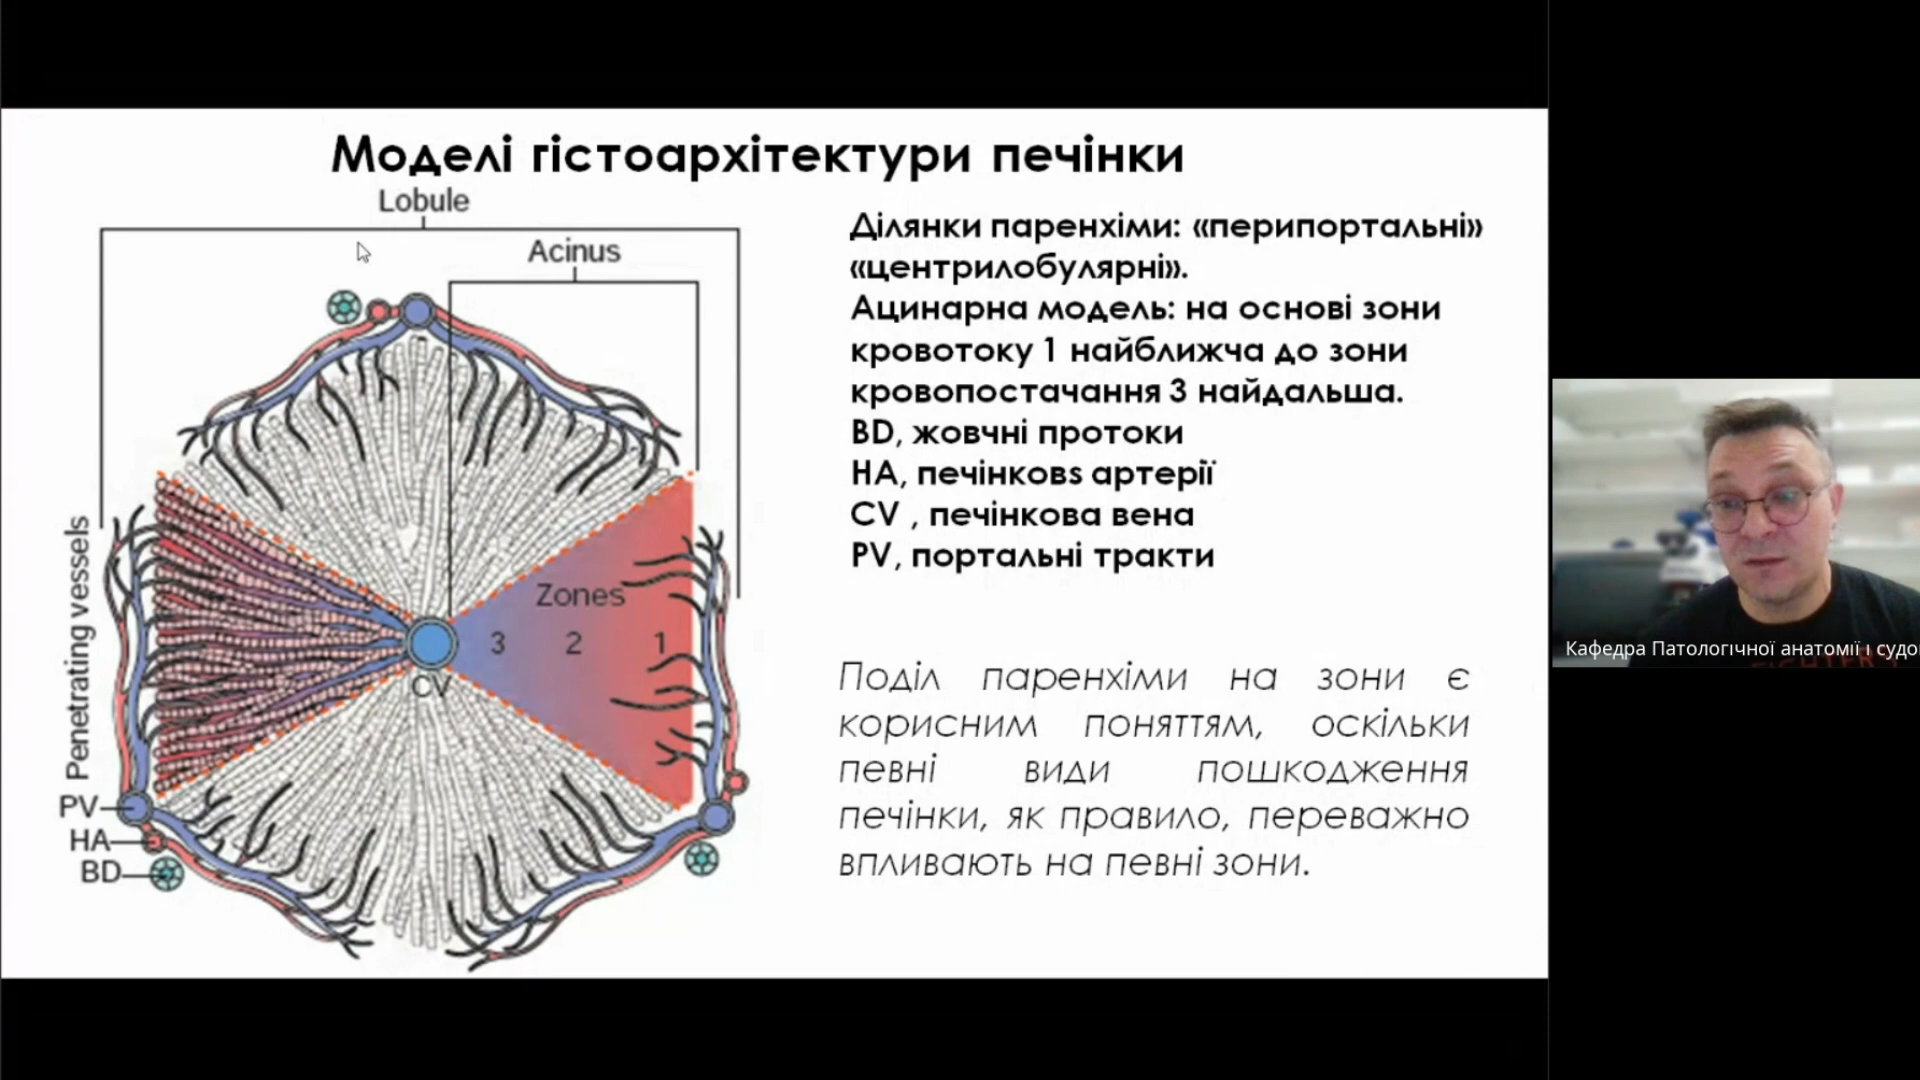 Моделі гістоархітектури печінки
Lobule
Acinus
Zones
3 2 1
CV
Penetrating vessels
PV
HA
BD
Ділянки паренхіми: «перипортальні»
«центрилобулярні».
Ацинарна модель: на основі зони
кровотоку 1 найближча до зони
кровопостачання 3 найдальша.
BD, жовчні протоки
HA, печінковs артерії
CV , печінкова вена
PV, портальні тракти
Поділ паренхіми на зони є
корисним поняттям, оскільки
певні види пошкодження
печінки, як правило, переважно
впливають на певні зони.
Кафедра Патологічної анатомії і судо